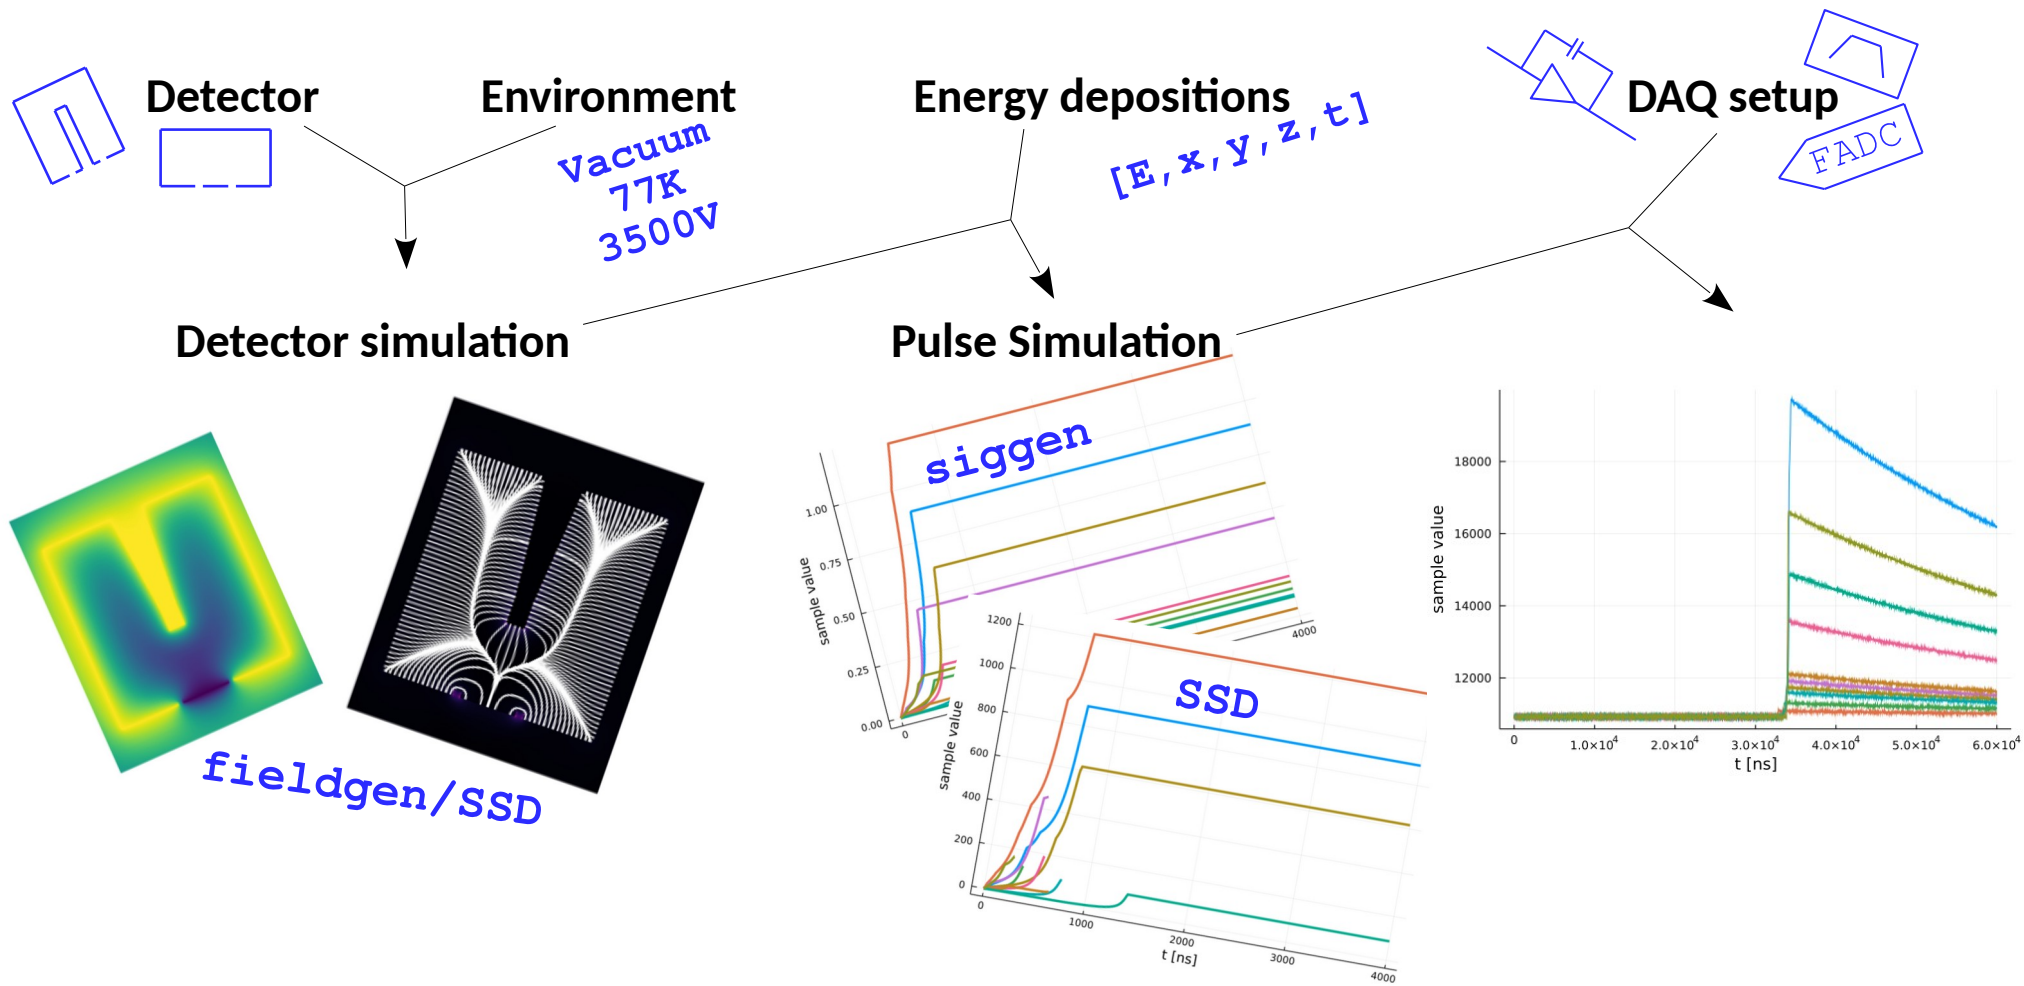 Detector
Environment
Energy depositions
DAQ setup
Vacuum
77K
3500V
[E,x,y,z,t]
FADC
Detector simulation
Pulse Simulation
fieldgen/SSD
siggen
sample value
1.00
0.75
0.50
0.25
0.00
0
4000
SSD
sample value
1200
1000
800
600
400
200
0
0
1000
2000
3000
4000
t [ns]
sample value
18000
16000
14000
12000
0
1.0×10⁴
2.0×10⁴
3.0×10⁴
4.0×10⁴
5.0×10⁴
6.0×10⁴
t [ns]